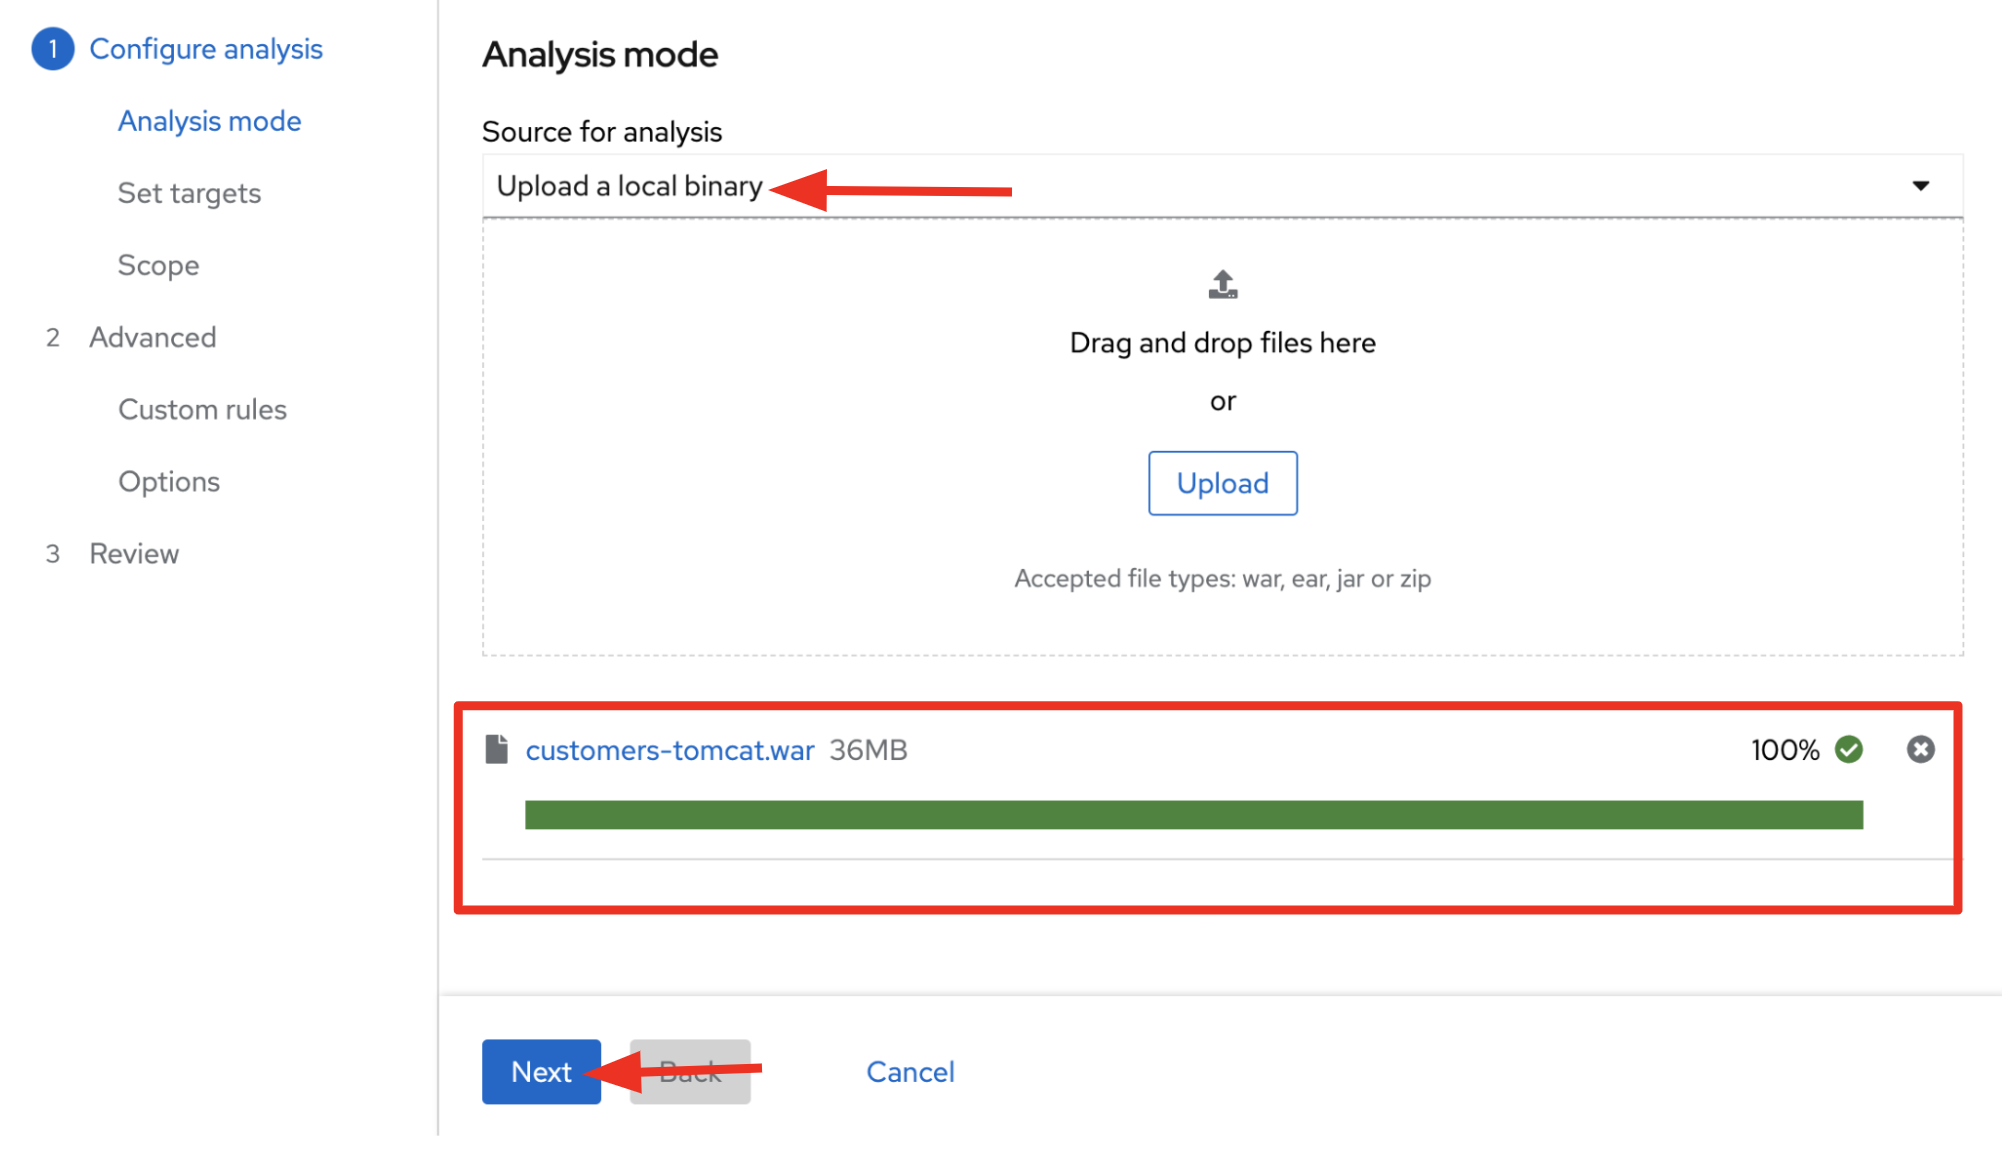 1 Configure analysis
Analysis mode
Set targets
Scope
2 Advanced
Custom rules
Options
3 Review
Analysis mode
Source for analysis
Upload a local binary
Drag and drop files here
or
Upload
Accepted file types: war, ear, jar or zip
customers-tomcat.war 36MB 100%
Next Back Cancel